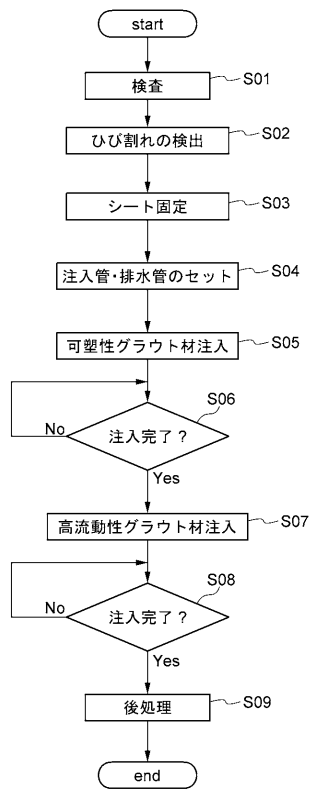 start
検査
S01
ひび割れの検出
S02
シート固定
S03
注入管・排水管のセット
S04
可塑性グラウト材注入
S05
S06
注入完了？
No
Yes
高流動性グラウト材注入
S07
S08
注入完了？
No
Yes
後処理
S09
end